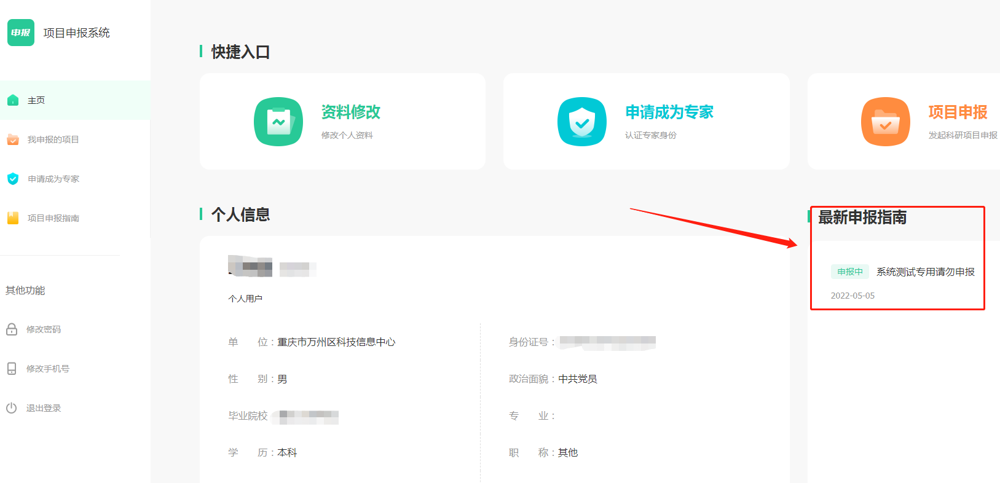 申报 项目申报系统
主页
我申报的项目
申请成为专家
项目申报指南
其他功能
修改密码
修改手机号
退出登录
快捷入口
资料修改
修改个人资料
申请成为专家
认证专家身份
项目申报
发起科研项目申报
个人信息
个人用户
单 位：重庆市万州区科技信息中心
身份证号：
性 别：男
政治面貌：中共党员
毕业院校
专 业：
学 历：本科
职 称：其他
最新申报指南
申报中 系统测试专用请勿申报
2022-05-05